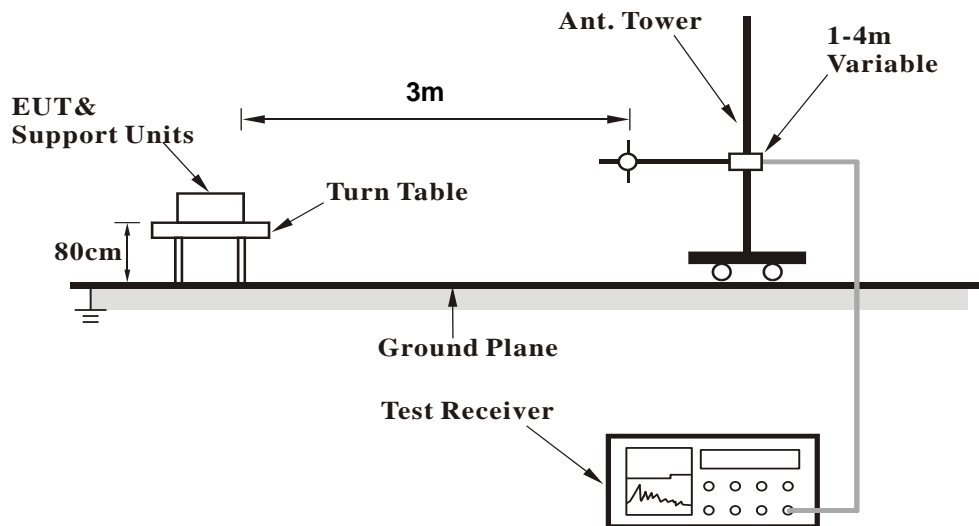 Ant. Tower
1-4m
Variable
3m
EUT&
Support Units
Turn Table
80cm
Ground Plane
Test Receiver